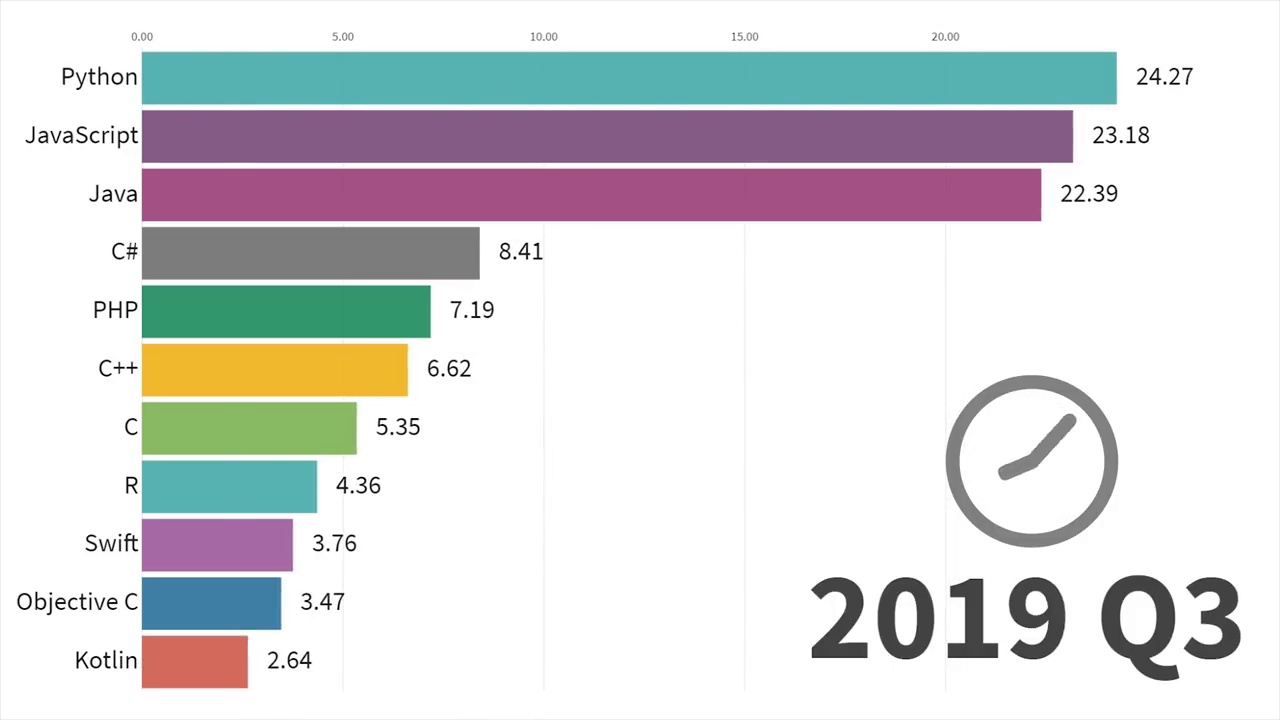 0.00 5.00 10.00 15.00 20.00
Python 24.27
JavaScript 23.18
Java 22.39
C# 8.41
PHP 7.19
C++ 6.62
C 5.35
R 4.36
Swift 3.76
Objective C 3.47
Kotlin 2.64
2019 Q3